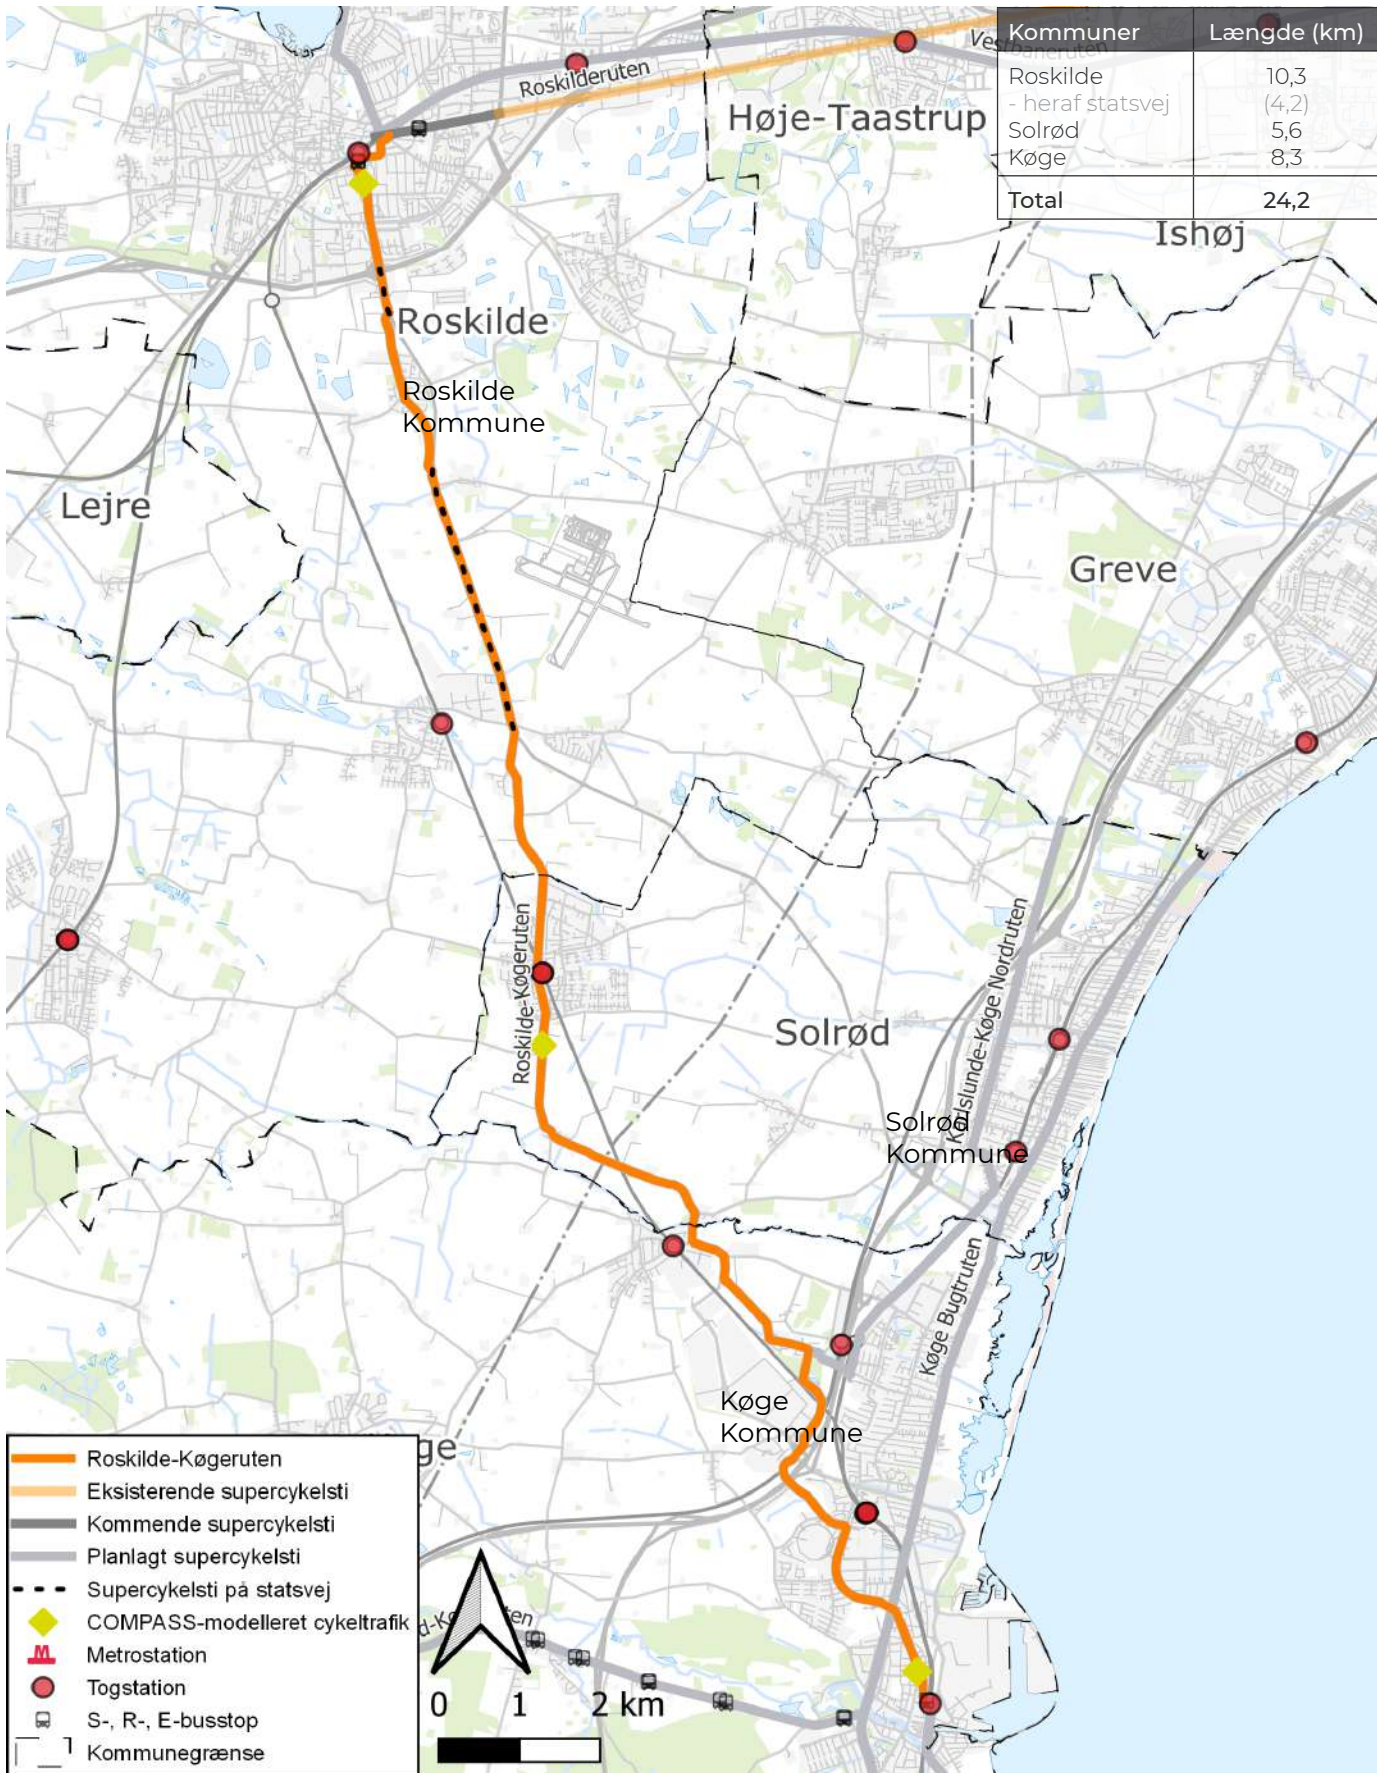 Kommuner Længde (km)
Roskilde 10,3
- heraf statsvej (4,2)
Solrød 5,6
Køge 8,3
Total 24,2
Vestbaneruten
Roskilderuten
Høje-Taastrup
Ishøj
Roskilde
Roskilde
Kommune
Lejre
Greve
Roskilde-Køgeruten
Solrød
Solrød
Kommune
Nordruten
Køge Bugtruten
Køge
Kommune
ge
Roskilde-Køgeruten
Eksisterende supercykelsti
Kommende supercykelsti
Planlagt supercykelsti
Supercykelsti på statsvej
COMPASS-modelleret cykeltrafik
M Metrostation
Togstation
S-, R-, E-busstop
Kommunegrænse
0 1 2 km